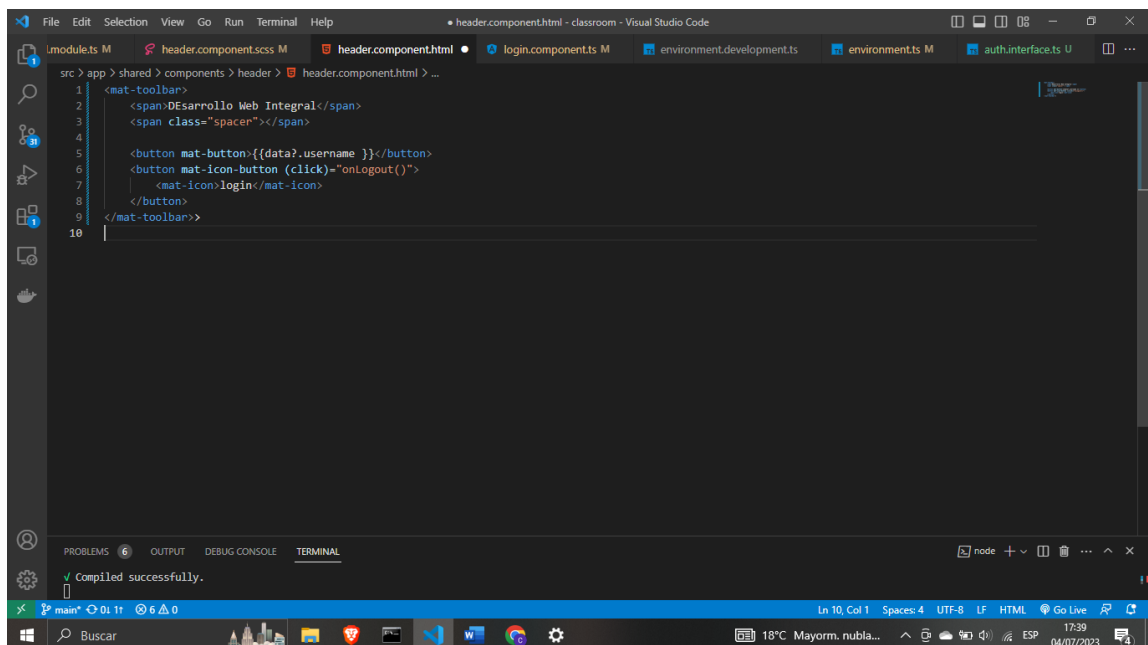 File Edit Selection View Go Run Terminal Help ● header.component.html - classroom - Visual Studio Code
l.module.ts M header.component.scss M header.component.html ● login.component.ts M environment.development.ts environment.ts M auth.interface.ts U
src > app > shared > components > header > header.component.html > ...
1 <mat-toolbar>
2 <span>DEsarrollo Web Integral</span>
3 <span class="spacer"></span>
4
5 <button mat-button>{{data?.username }}</button>
6 <button mat-icon-button (click)="onLogout()">
7 <mat-icon>login</mat-icon>
8 </button>
9 </mat-toolbar>>
10
1
31
1
PROBLEMS 6 OUTPUT DEBUG CONSOLE TERMINAL node
√ Compiled successfully.
main* 0↓ 1↑ 6 0 Ln 10, Col 1 Spaces: 4 UTF-8 LF HTML Go Live
Buscar 18°C Mayorm. nubla... ESP 17:39
04/07/2023 4